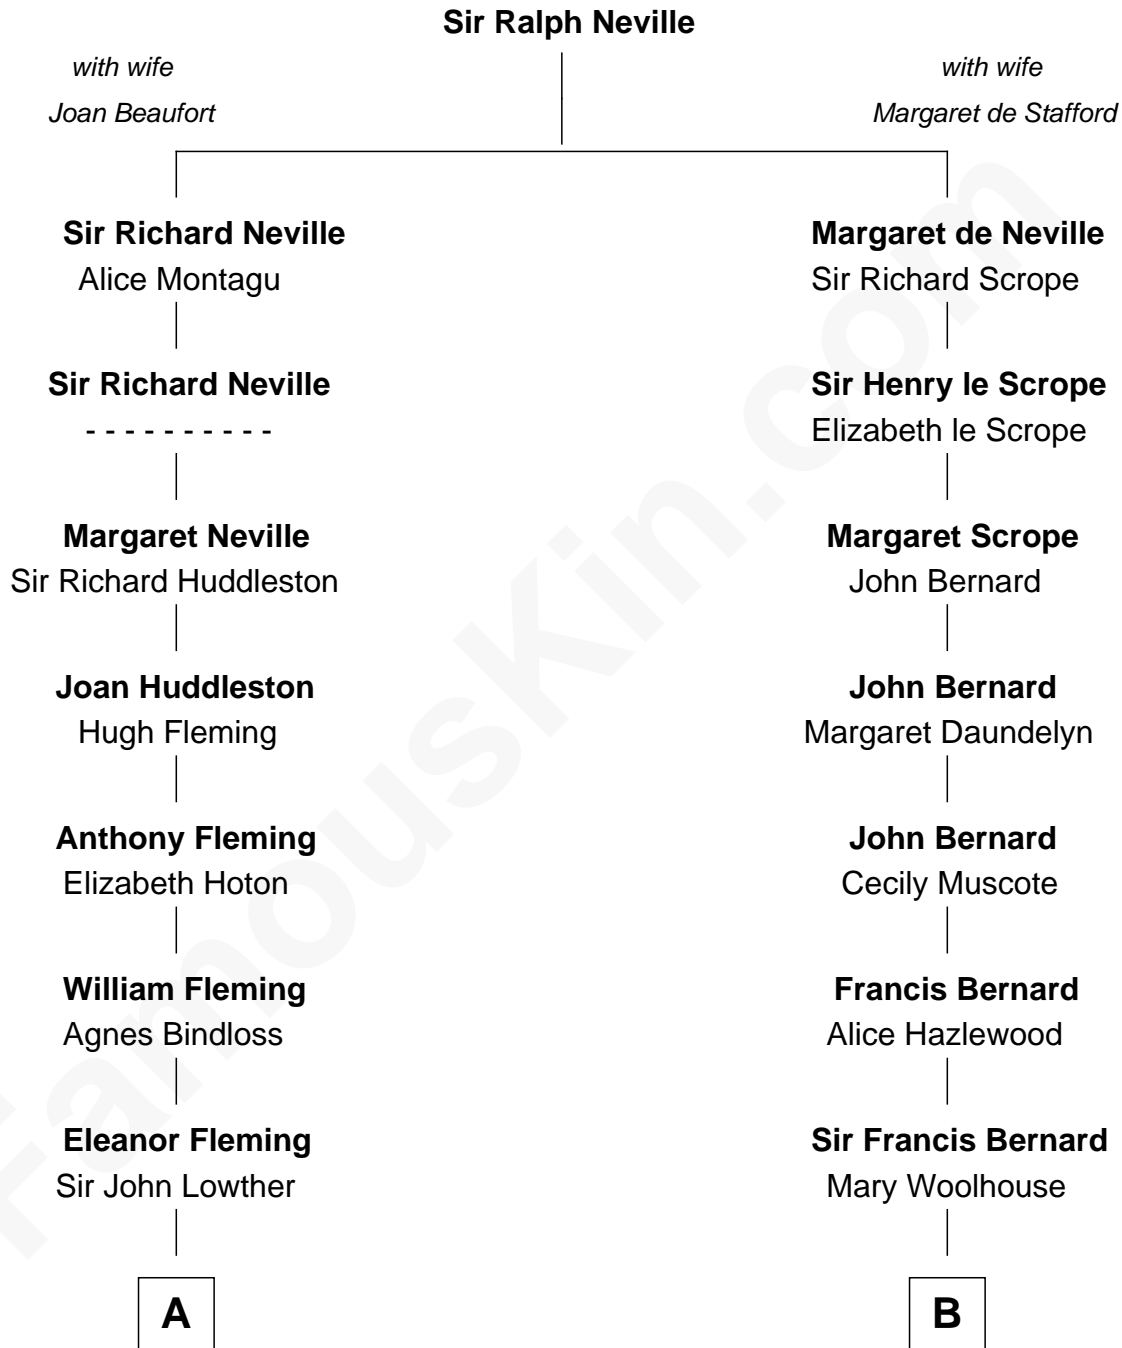 Sir Ralph Neville
with wife
Joan Beaufort
with wife
Margaret de Stafford
Sir Richard Neville
Alice Montagu
Margaret de Neville
Sir Richard Scrope
Sir Richard Neville
- - - - - - - - - -
Sir Henry le Scrope
Elizabeth le Scrope
Margaret Neville
Sir Richard Huddleston
Margaret Scrope
John Bernard
Joan Huddleston
Hugh Fleming
John Bernard
Margaret Daundelyn
Anthony Fleming
Elizabeth Hoton
John Bernard
Cecily Muscote
William Fleming
Agnes Bindloss
Francis Bernard
Alice Hazlewood
Eleanor Fleming
Sir John Lowther
Sir Francis Bernard
Mary Woolhouse
A
B
FamousKin.com